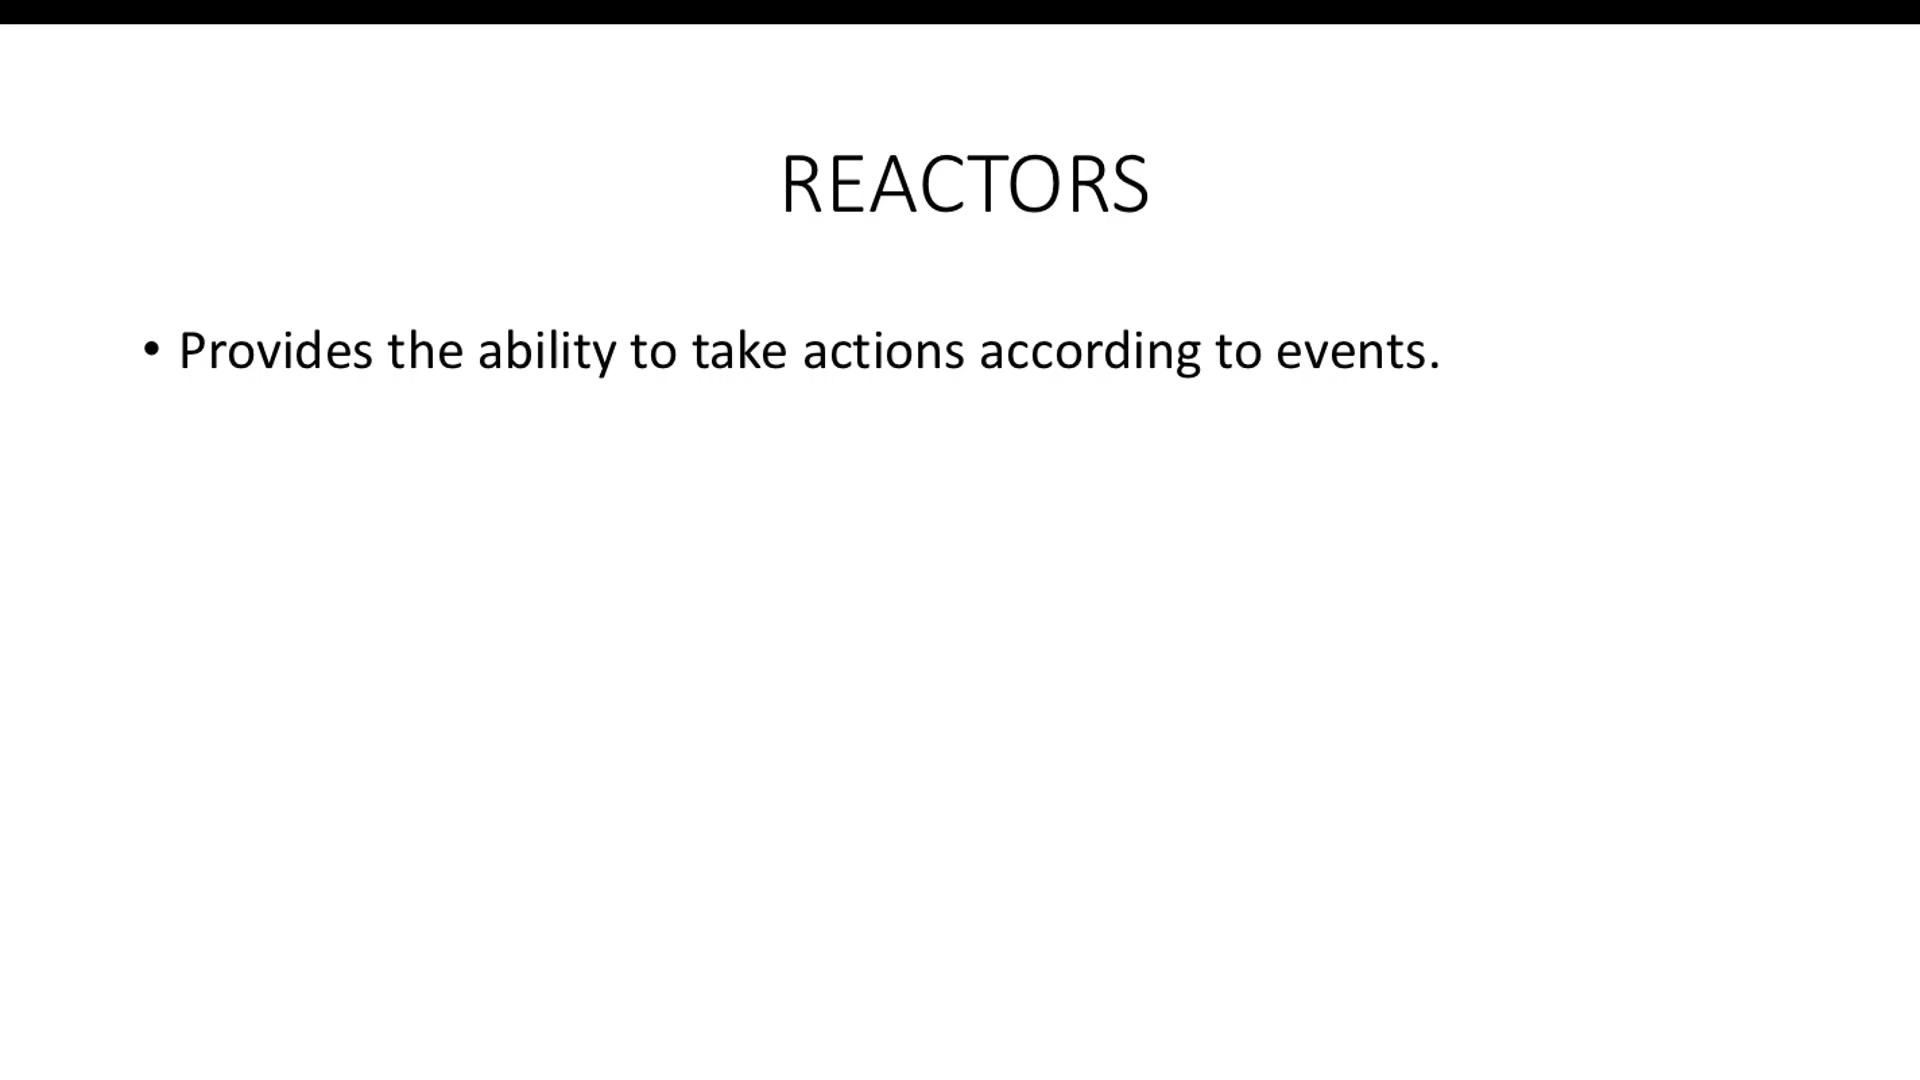 REACTORS
• Provides the ability to take actions according to events.